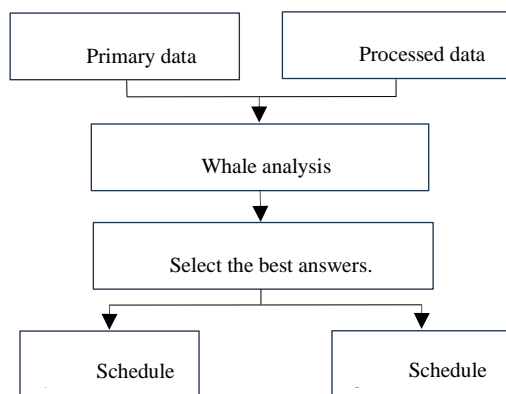 Primary data
Processed data
Whale analysis
Select the best answers.
Schedule
Schedule